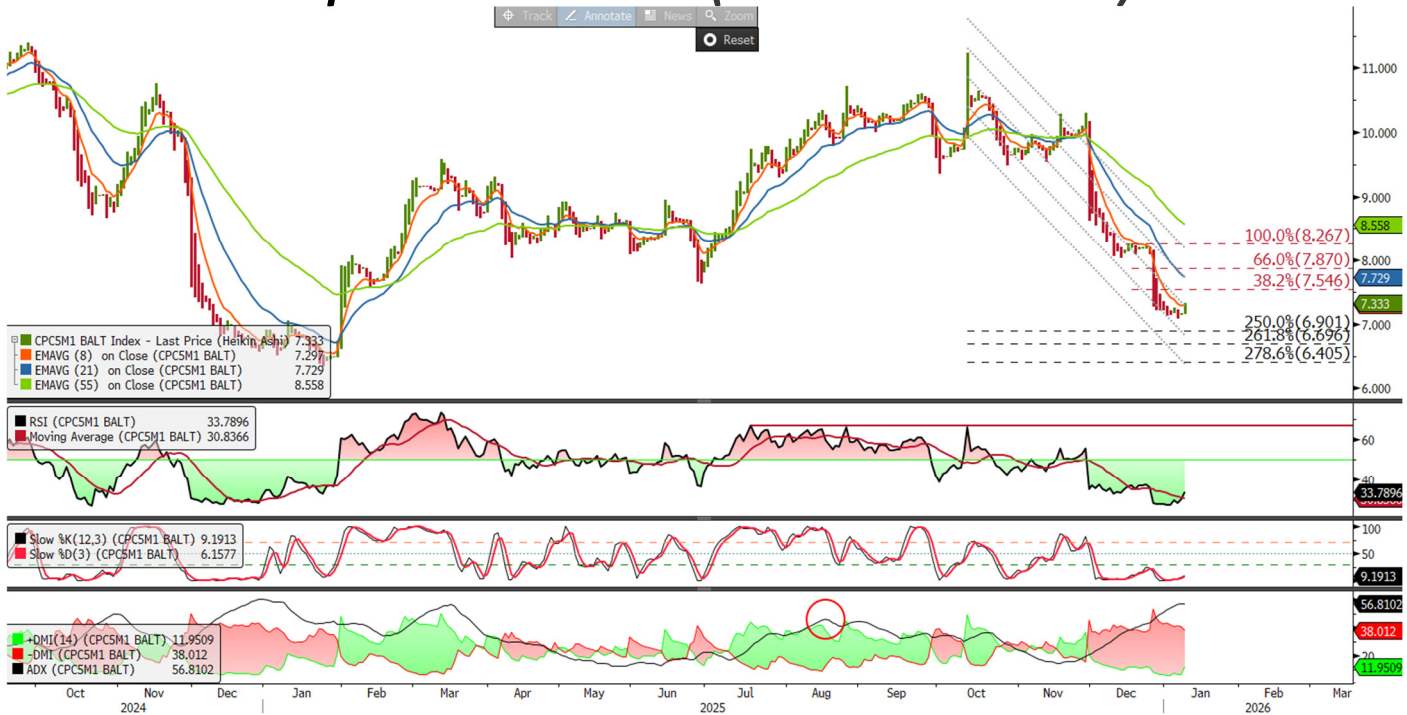 Track Annotate News Zoom
Reset
11.000
10.000
9.000
8.558
100.0%(8.267)
8.000
66.0%(7.870)
7.729
38.2%(7.546)
7.333
7.000
250.0%(6.901)
261.8%(6.696)
278.6%(6.405)
6.000
CPC5M1 BALT Index - Last Price (Heikin Ashi) 7.333
EMAVG (8) on Close (CPC5M1 BALT) 7.297
EMAVG (21) on Close (CPC5M1 BALT) 7.729
EMAVG (55) on Close (CPC5M1 BALT) 8.558
RSI (CPC5M1 BALT) 33.7896
Moving Average (CPC5M1 BALT) 30.8366
60
40
33.7896
Slow %K(12,3) (CPC5M1 BALT) 9.1913
Slow %D(3) (CPC5M1 BALT) 6.1577
100
50
9.1913
+DMI(14) (CPC5M1 BALT) 11.9509
-DMI (CPC5M1 BALT) 38.012
ADX (CPC5M1 BALT) 56.8102
56.8102
38.012
20
11.9509
Oct Nov Dec Jan Feb Mar Apr May Jun Jul Aug Sep Oct Nov Dec Jan Feb Mar
2024 2025 2026